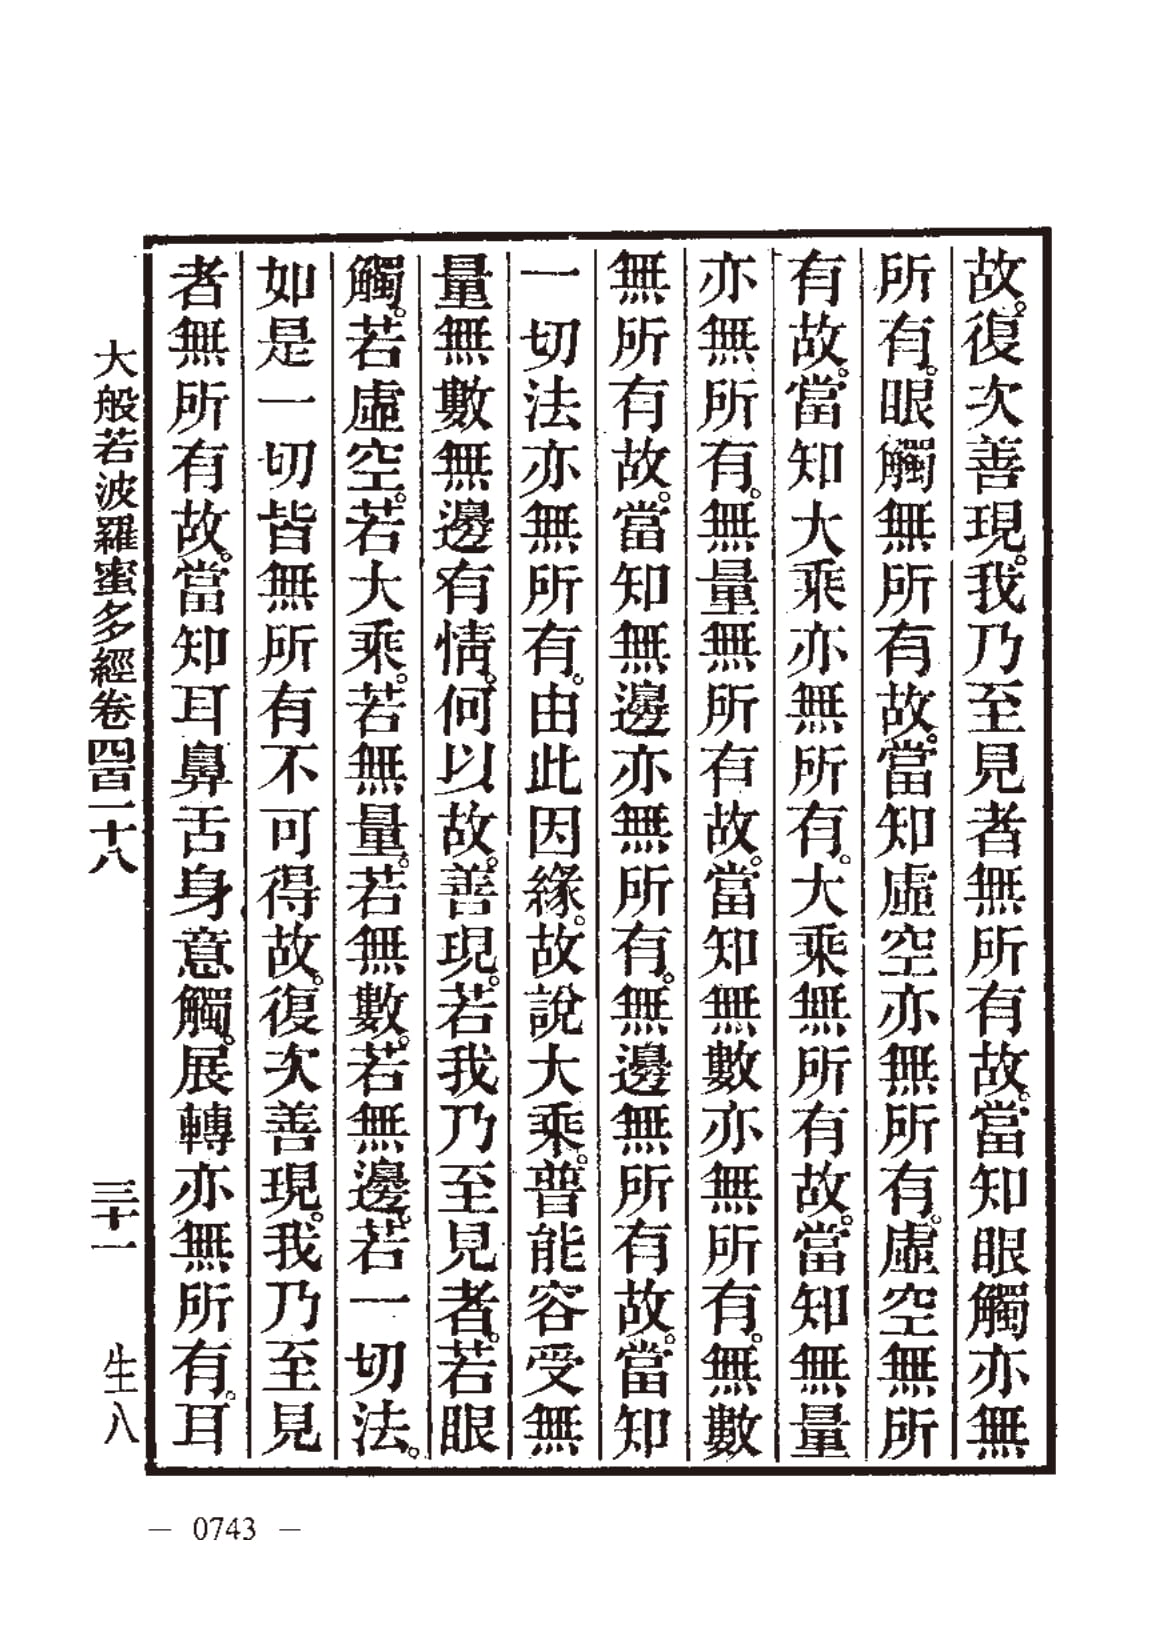 故。復次善現。我乃至見者無所有故。當知眼觸亦無
所有。眼觸無所有故。當知虛空亦無所有。虛空無所
有故。當知大乘亦無所有。大乘無所有故。當知無量
亦無所有。無量無所有故。當知無數亦無所有。無數
無所有故。當知無邊亦無所有。無邊無所有故。當知
一切法亦無所有。由此因緣。故說大乘。普能容受無
量無數無邊有情。何以故。善現。若我乃至見者。若眼
觸。若虛空。若大乘。若無量。若無數。若無邊。若一切法。
如是一切皆無所有不可得故。復次善現。我乃至見
者無所有故。當知耳鼻舌身意觸。展轉亦無所有。耳
大般若波羅蜜多經卷四百一十八 三十一 生八
— 0743 —